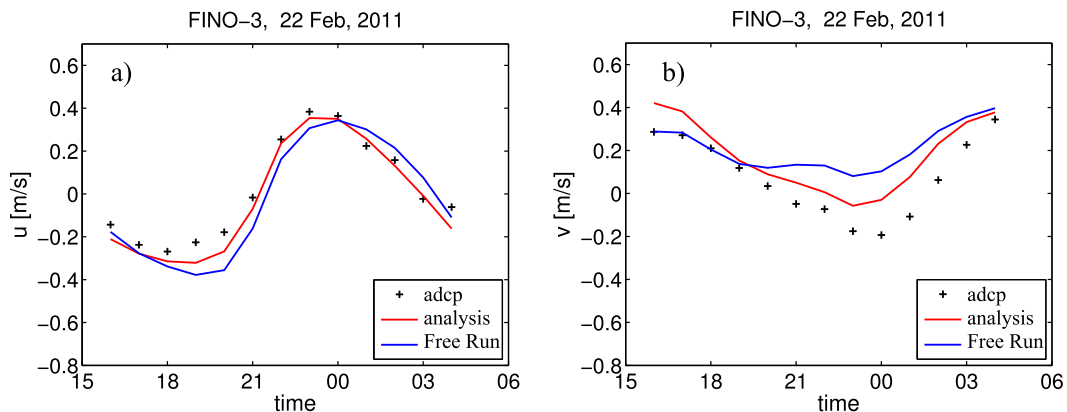 FINO−3, 22 Feb, 2011
a)
u [m/s]
0.6
0.4
0.2
0
−0.2
−0.4
−0.6
−0.8
15
18
21
00
03
06
time
adcp
analysis
Free Run
FINO−3, 22 Feb, 2011
b)
v [m/s]
0.6
0.4
0.2
0
−0.2
−0.4
−0.6
−0.8
15
18
21
00
03
06
time
adcp
analysis
Free Run